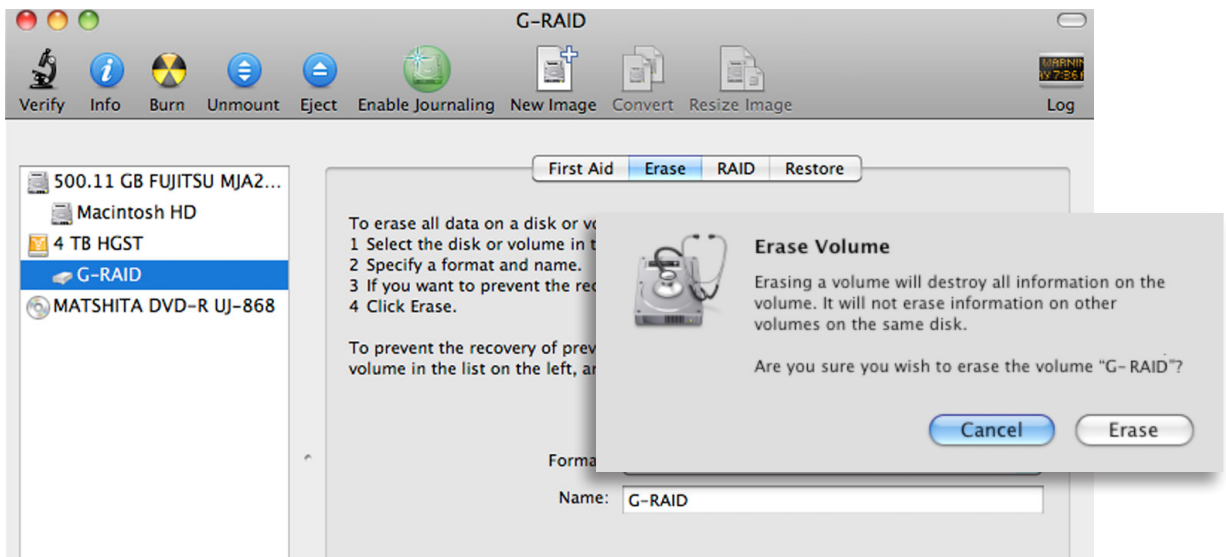 G-RAID
Verify Info Burn Unmount Eject Enable Journaling New Image Convert Resize Image Log
WARNIN
AY 7:36
First Aid Erase RAID Restore
500.11 GB FUJITSU MJA2...
Macintosh HD
4 TB HGST
G-RAID
MATSHITA DVD-R UJ-868
To erase all data on a disk or
1 Select the disk or volume in
2 Specify a format and name.
3 If you want to prevent the
4 Click Erase.
To prevent the recovery of
volume in the list on the left,
Erase Volume
Erasing a volume will destroy all information on the
volume. It will not erase information on other
volumes on the same disk.
Are you sure you wish to erase the volume “G-RAID”?
Cancel Erase
Forma
Name: G-RAID